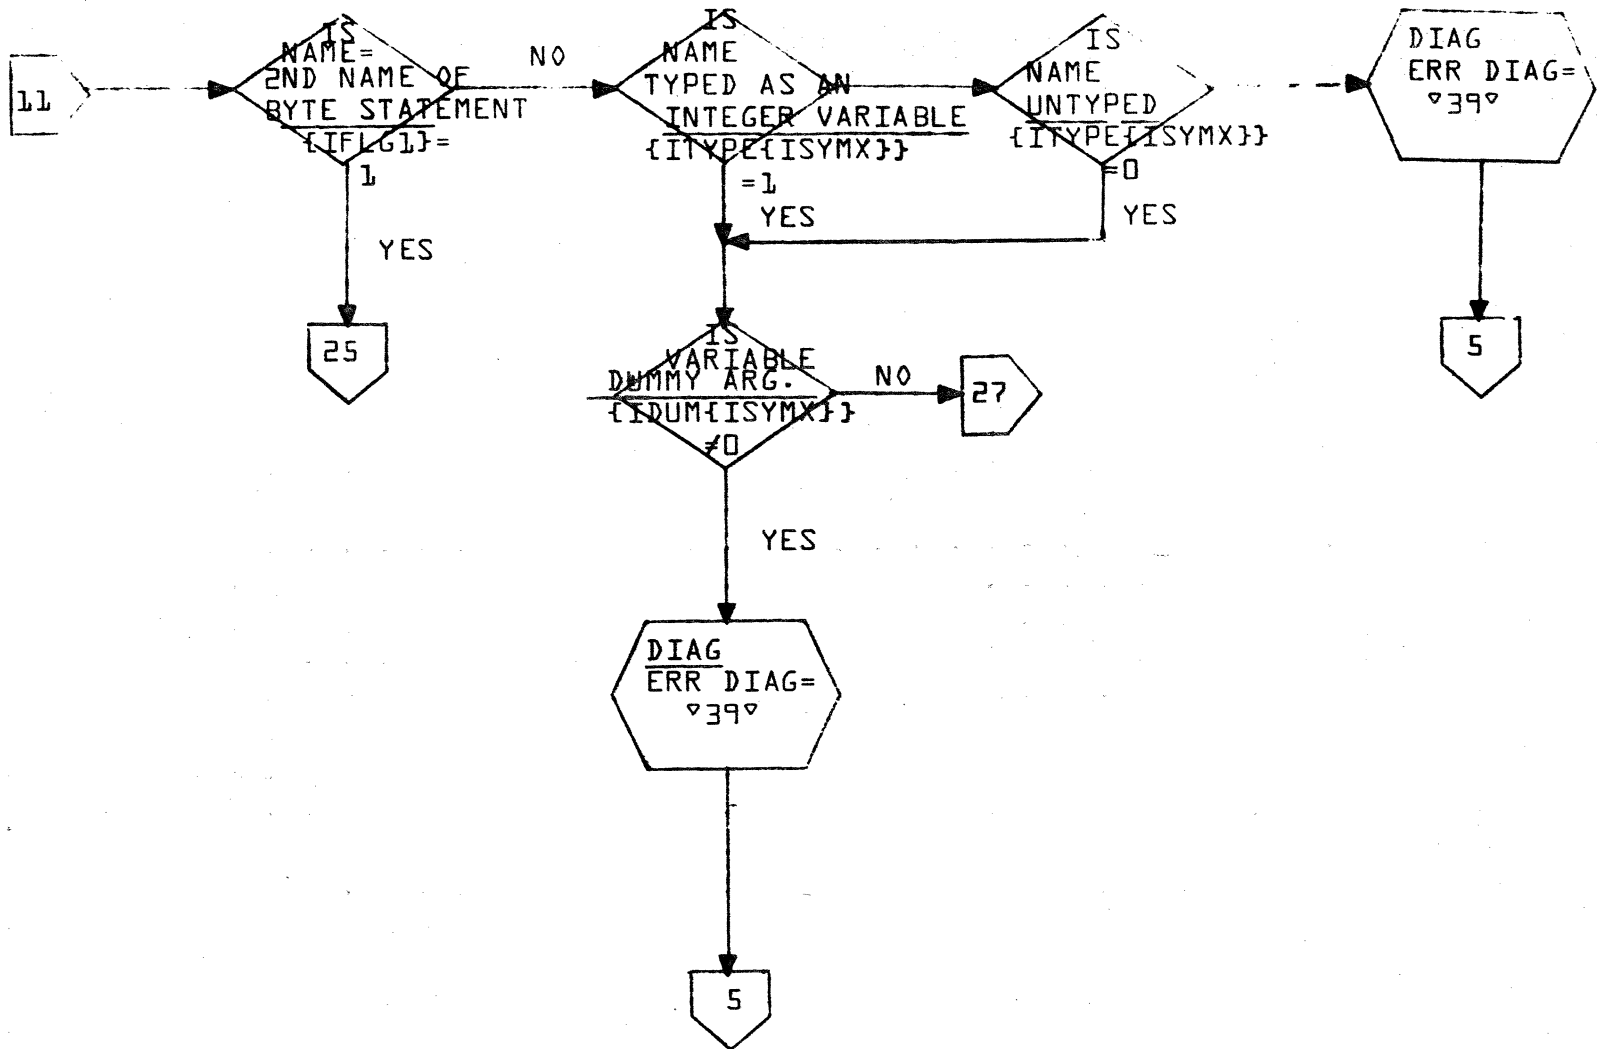 11
IS
NAME=
2ND NAME OF
BYTE STATEMENT
{IFLG1}=
1
YES
25
NO
IS
NAME
TYPED AS AN
INTEGER VARIABLE
{ITYPE{ISYMX}}
=1
YES
IS
NAME
UNTYPED
{ITYPE{ISYMX}}
=0
YES
DIAG
ERR DIAG=
▿39▿
5
IS
VARIABLE
DUMMY ARG.
{IDUM{ISYMX}}
≠0
NO
27
YES
DIAG
ERR DIAG=
▿39▿
5